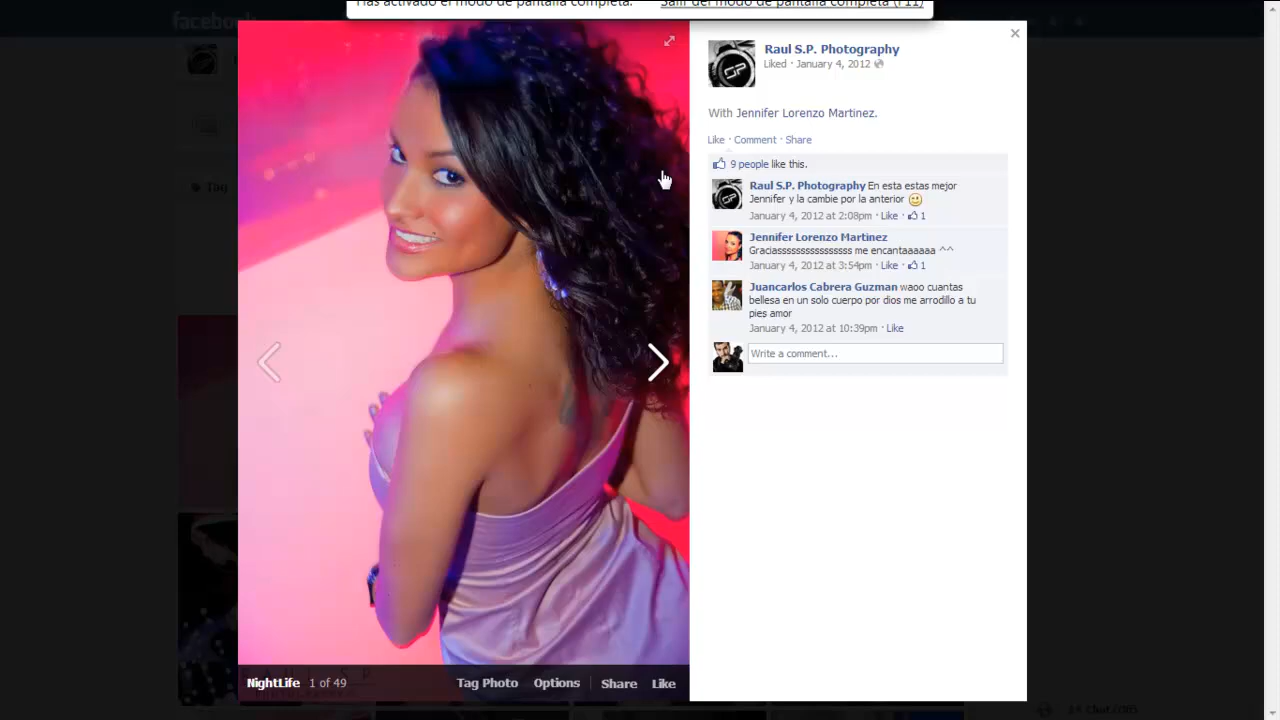 Has activado el modo de pantalla completa. Salir del modo de pantalla completa (F11)
facebook
Raul S.P. Photography
Liked · January 4, 2012
With Jennifer Lorenzo Martinez.
Like · Comment · Share
9 people like this.
Raul S.P. Photography En esta estas mejor
Jennifer y la cambie por la anterior
January 4, 2012 at 2:08pm · Like · 1
Jennifer Lorenzo Martinez
Graciassssssssssssssss me encantaaaaaa ^^
January 4, 2012 at 3:54pm · Like · 1
Juancarlos Cabrera Guzman waoo cuantas
bellesa en un solo cuerpo por dios me arrodillo a tu
pies amor
January 4, 2012 at 10:39pm · Like
Write a comment...
Tag
SP
NightLife 1 of 49 Tag Photo Options Share Like